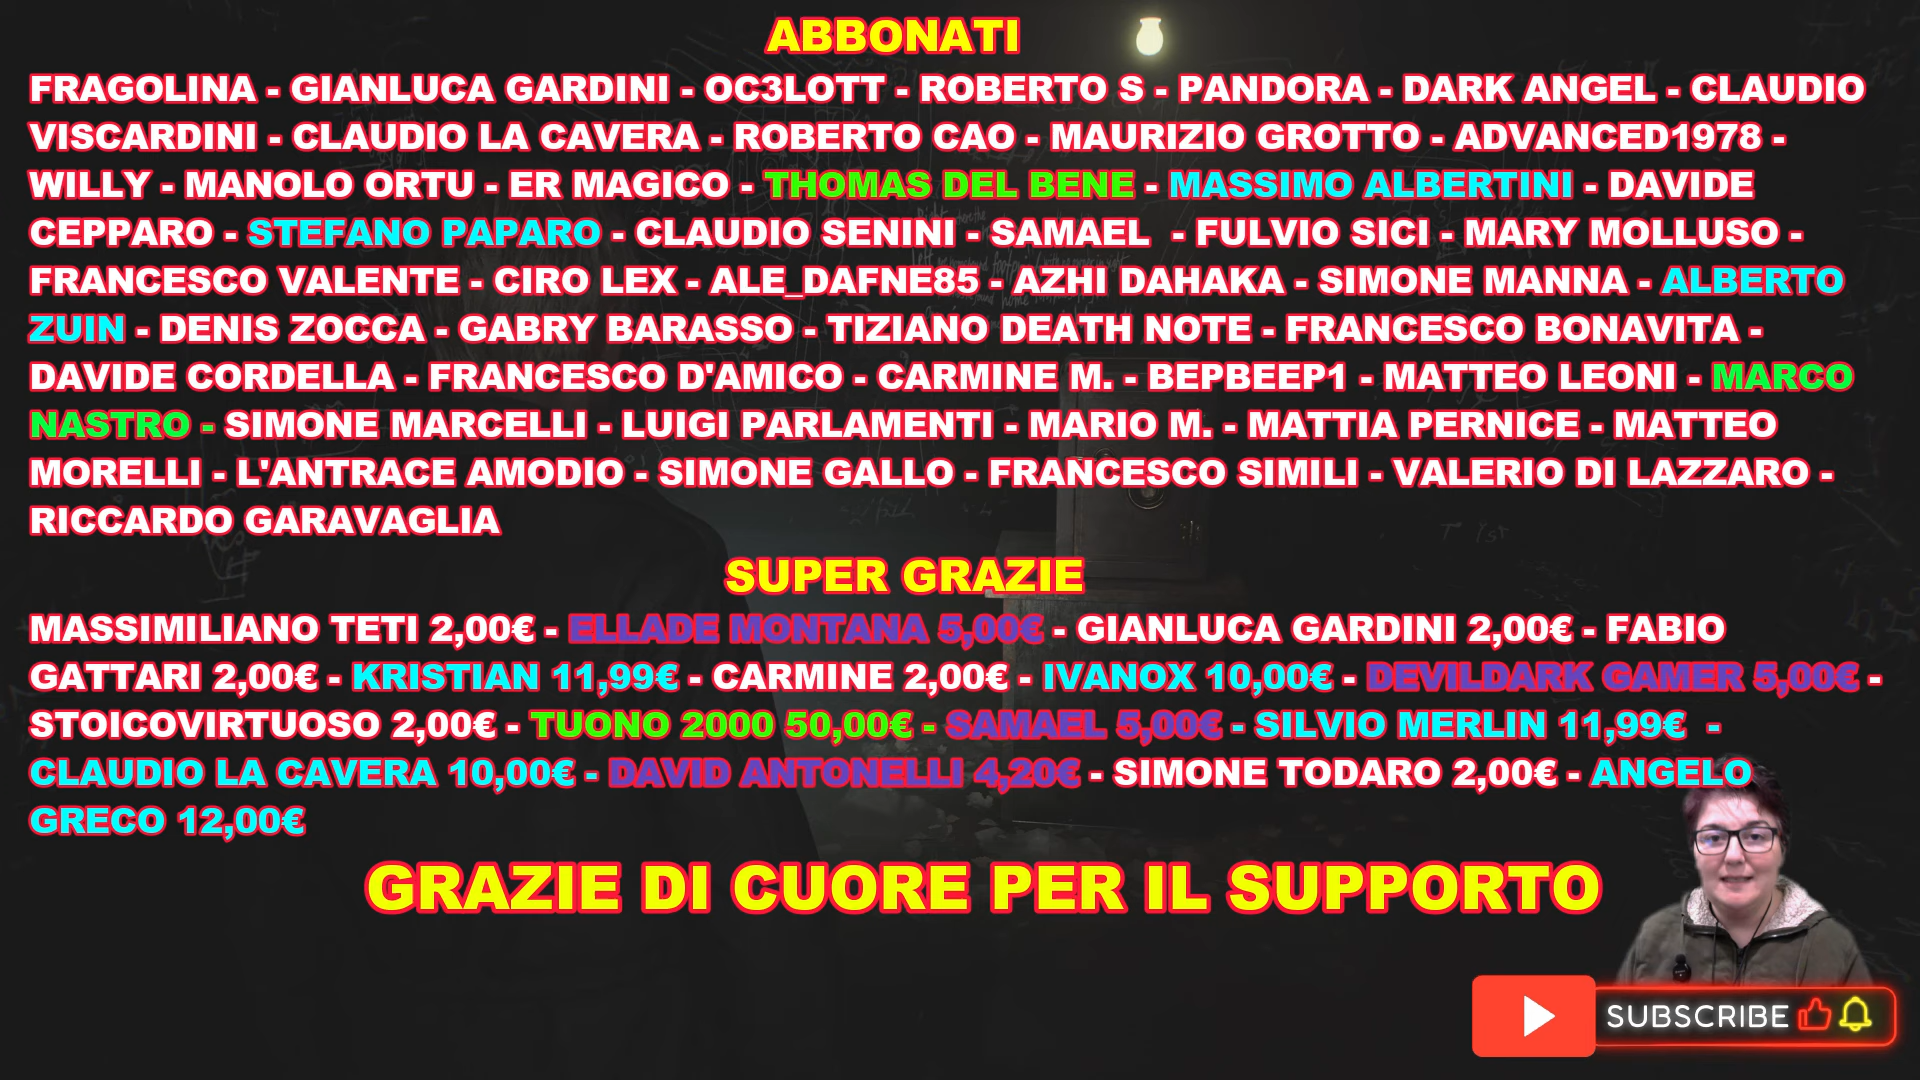 ABBONATI
FRAGOLINA - GIANLUCA GARDINI - OC3LOTT - ROBERTO S - PANDORA - DARK ANGEL - CLAUDIO
VISCARDINI - CLAUDIO LA CAVERA - ROBERTO CAO - MAURIZIO GROTTO - ADVANCED1978 -
WILLY - MANOLO ORTU - ER MAGICO - THOMAS DEL BENE - MASSIMO ALBERTINI - DAVIDE
CEPPARO - STEFANO PAPARO - CLAUDIO SENINI - SAMAEL - FULVIO SICI - MARY MOLLUSO -
FRANCESCO VALENTE - CIRO LEX - ALE_DAFNE85 - AZHI DAHAKA - SIMONE MANNA - ALBERTO
ZUIN - DENIS ZOCCA - GABRY BARASSO - TIZIANO DEATH NOTE - FRANCESCO BONAVITA -
DAVIDE CORDELLA - FRANCESCO D'AMICO - CARMINE M. - BEPBEEP1 - MATTEO LEONI - MARCO
NASTRO - SIMONE MARCELLI - LUIGI PARLAMENTI - MARIO M. - MATTIA PERNICE - MATTEO
MORELLI - L'ANTRACE AMODIO - SIMONE GALLO - FRANCESCO SIMILI - VALERIO DI LAZZARO -
RICCARDO GARAVAGLIA
SUPER GRAZIE
MASSIMILIANO TETI 2,00€ - ELLADE MONTANA 5,00€ - GIANLUCA GARDINI 2,00€ - FABIO
GATTARI 2,00€ - KRISTIAN 11,99€ - CARMINE 2,00€ - IVANOX 10,00€ - DEVILDARK GAMER 5,00€ -
STOICOVIRTUOSO 2,00€ - TUONO 2000 50,00€ - SAMAEL 5,00€ - SILVIO MERLIN 11,99€ -
CLAUDIO LA CAVERA 10,00€ - DAVID ANTONELLI 4,20€ - SIMONE TODARO 2,00€ - ANGELO
GRECO 12,00€
GRAZIE DI CUORE PER IL SUPPORTO
SUBSCRIBE